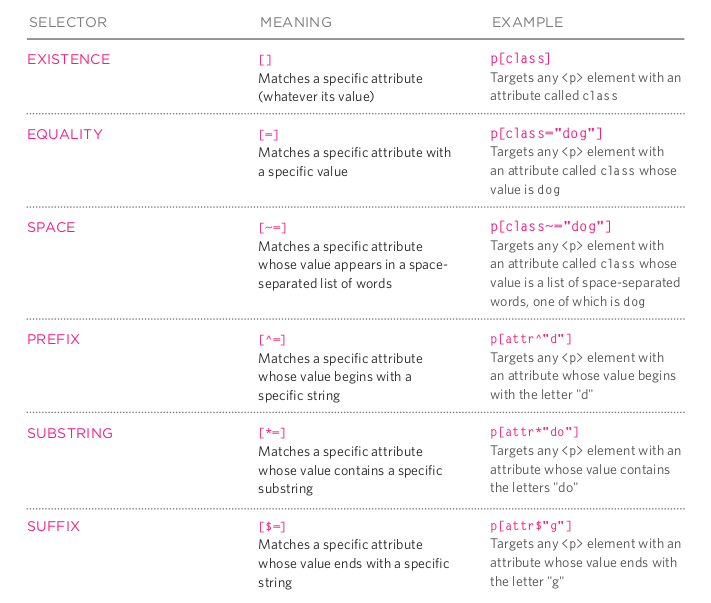 SELECTOR MEANING EXAMPLE
EXISTENCE [] p[class]
Matches a specific attribute Targets any <p> element with an
(whatever its value) attribute called class
EQUALITY [=] p[class="dog"]
Matches a specific attribute with Targets any <p> element with
a specific value an attribute called class whose
value is dog
SPACE [~=] p[class~="dog"]
Matches a specific attribute Targets any <p> element with
whose value appears in a space- an attribute called class whose
separated list of words value is a list of space-separated
words, one of which is dog
PREFIX [^=] p[attr^"d"]
Matches a specific attribute Targets any <p> element with
whose value begins with a an attribute whose value begins
specific string with the letter "d"
SUBSTRING [*=] p[attr*"do"]
Matches a specific attribute Targets any <p> element with an
whose value contains a specific attribute whose value contains
substring the letters "do"
SUFFIX [$=] p[attr$"g"]
Matches a specific attribute Targets any <p> element with an
whose value ends with a specific attribute whose value ends with
string the letter "g"